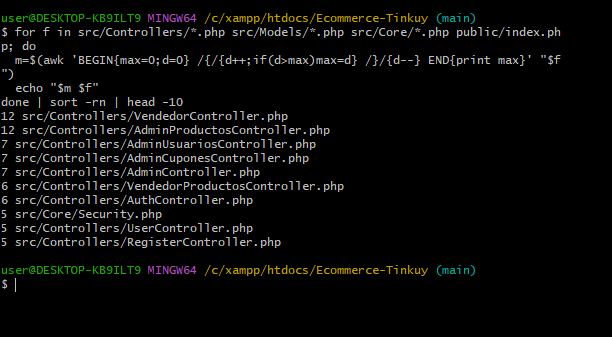 user@DESKTOP-KB9ILT9 MINGW64 /c/xampp/htdocs/Ecommerce-Tinkuy (main)
$ for f in src/Controllers/*.php src/Models/*.php src/Core/*.php public/index.ph
p; do
  m=$(awk 'BEGIN{max=0;d=0} /{/{d++;if(d>max)max=d} /}/{d--} END{print max}' "$f
")
  echo "$m $f"
done | sort -rn | head -10
12 src/Controllers/VendedorController.php
12 src/Controllers/AdminProductosController.php
7 src/Controllers/AdminUsuariosController.php
7 src/Controllers/AdminCuponesController.php
7 src/Controllers/AdminController.php
6 src/Controllers/VendedorProductosController.php
6 src/Controllers/AuthController.php
5 src/Core/Security.php
5 src/Controllers/UserController.php
5 src/Controllers/RegisterController.php
user@DESKTOP-KB9ILT9 MINGW64 /c/xampp/htdocs/Ecommerce-Tinkuy (main)
$